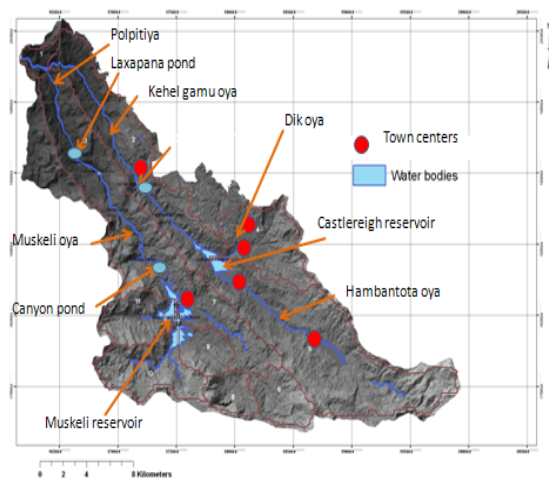 Polpitiya
Laxapana pond
Kehel gamu oya
Dik oya
Town centers
Water bodies
Castlereigh reservoir
Muskeli oya
Hambantota oya
Canyon pond
Muskeli reservoir
0 2 4 8 Kilometers